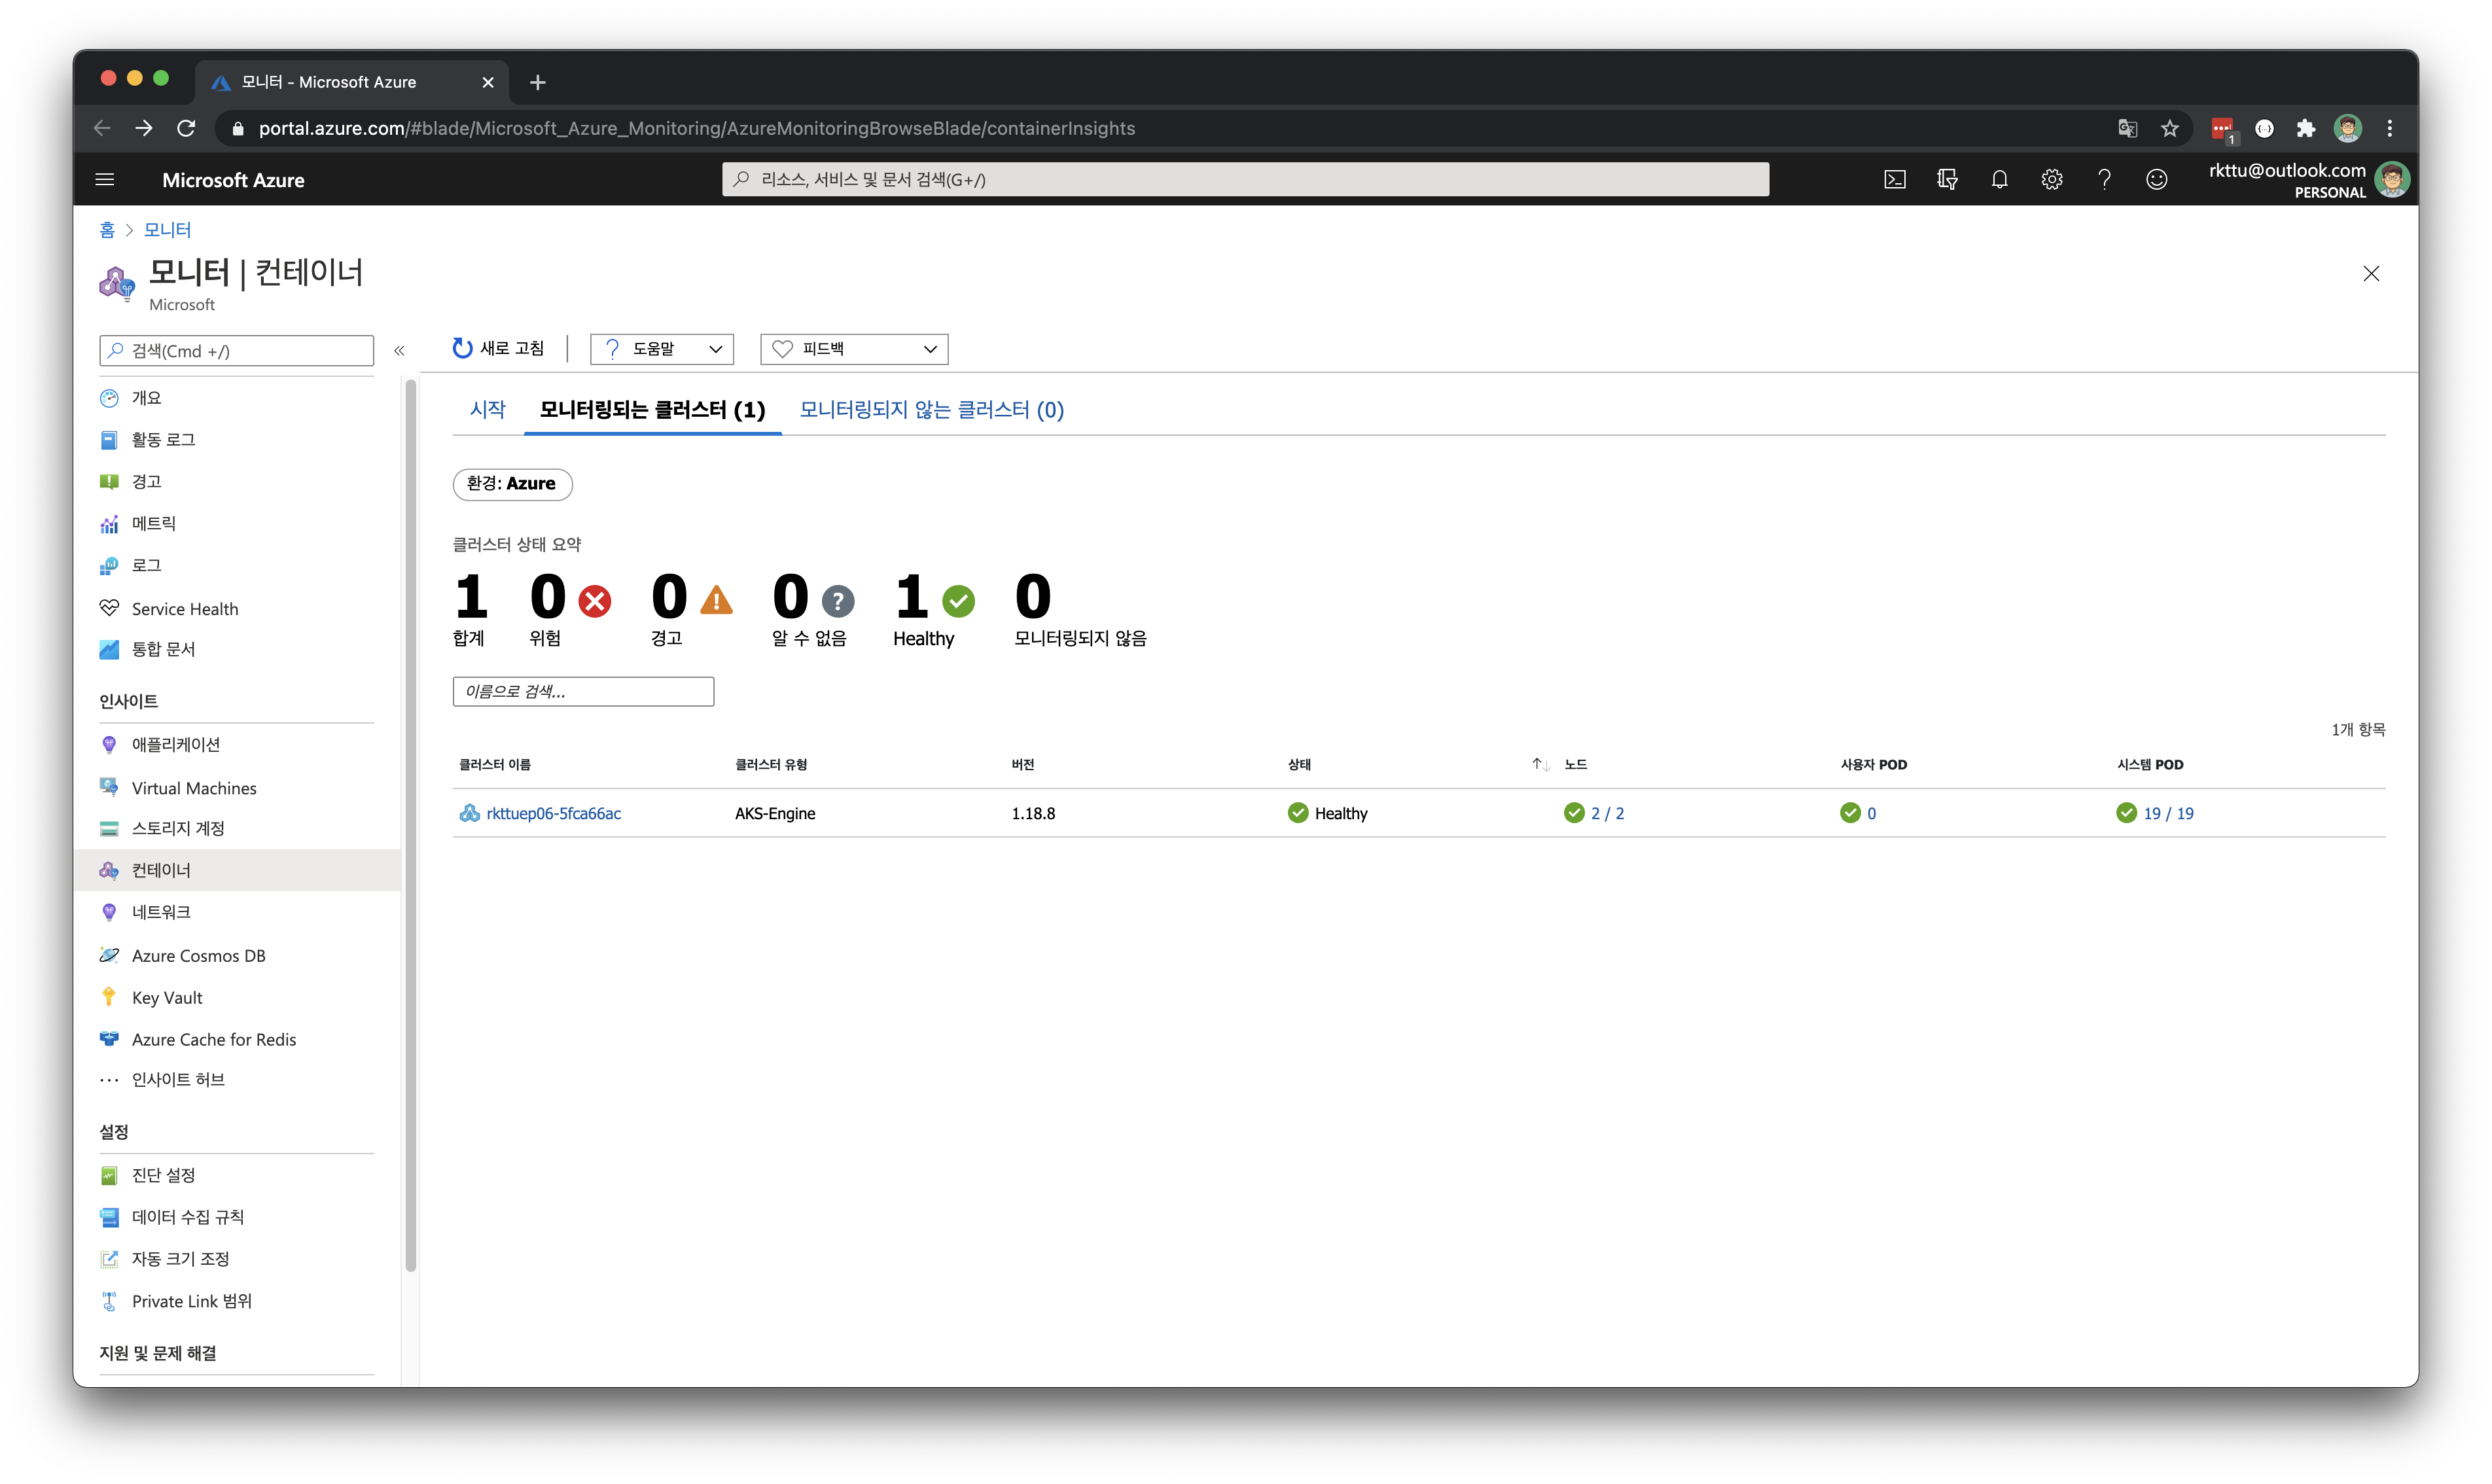 모니터 - Microsoft Azure
portal.azure.com/#blade/Microsoft_Azure_Monitoring/AzureMonitoringBrowseBlade/containerInsights
1
Microsoft Azure
리소스, 서비스 및 문서 검색(G+/)
rkttu@outlook.com
PERSONAL
홈 > 모니터
모니터 | 컨테이너
Microsoft
검색(Cmd +/)
«
개요
활동 로그
경고
메트릭
로그
Service Health
통합 문서
인사이트
애플리케이션
Virtual Machines
스토리지 계정
컨테이너
네트워크
Azure Cosmos DB
Key Vault
Azure Cache for Redis
인사이트 허브
설정
진단 설정
데이터 수집 규칙
자동 크기 조정
Private Link 범위
지원 및 문제 해결
새로 고침
도움말
피드백
시작 모니터링되는 클러스터 (1) 모니터링되지 않는 클러스터 (0)
환경: Azure
클러스터 상태 요약
1 0 0 0 1 0
합계 위험 경고 알 수 없음 Healthy 모니터링되지 않음
이름으로 검색...
1개 항목
클러스터 이름 클러스터 유형 버전 상태 노드 사용자 POD 시스템 POD
rkttuep06-5fca66ac AKS-Engine 1.18.8 Healthy 2 / 2 0 19 / 19